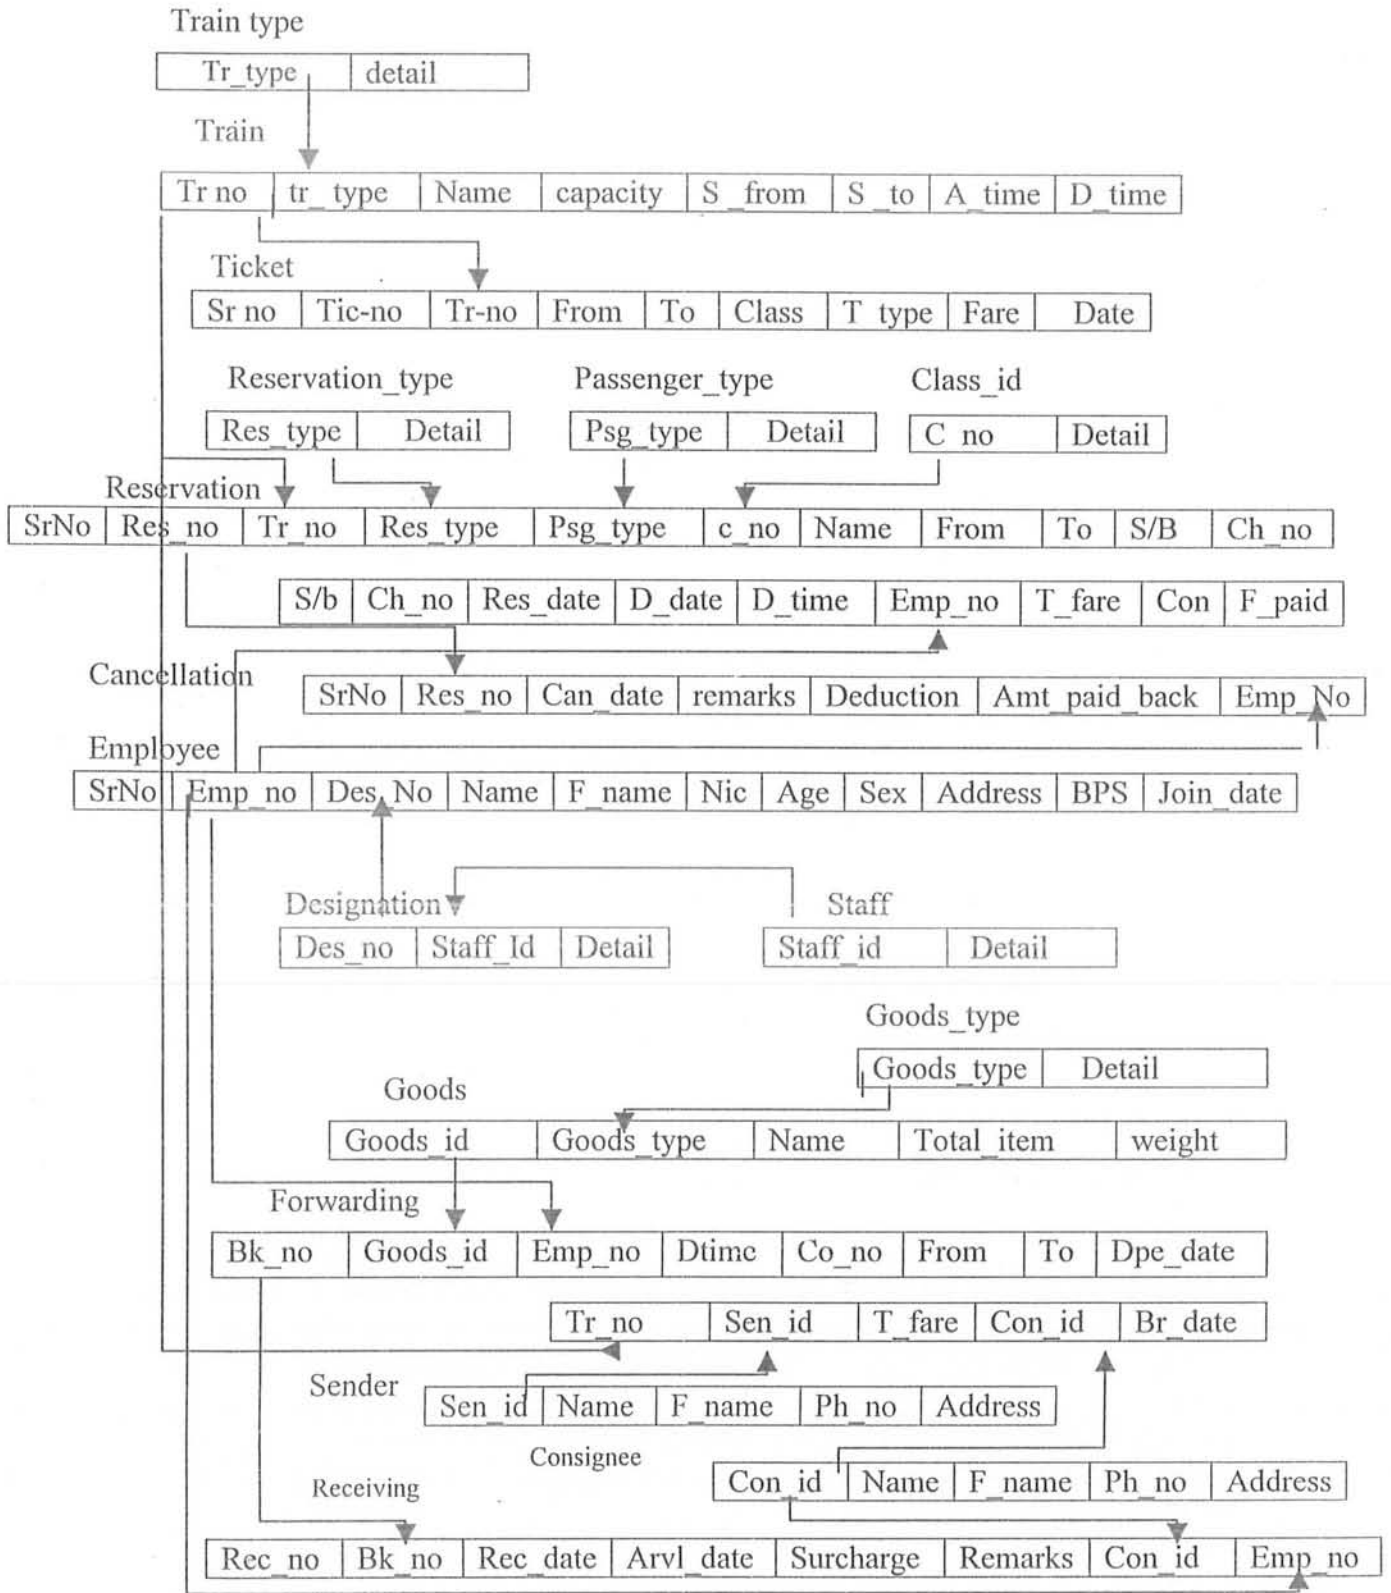 Train type
Tr_type detail
Train
Tr no tr_ type Name capacity S _from S _to A_time D_time
Ticket
Sr no Tic-no Tr-no From To Class T_type Fare Date
Reservation_type Passenger_type Class_id
Res_type Detail Psg_type Detail C_no Detail
Reservation
SrNo Res_no Tr_no Res_type Psg_type c_no Name From To S/B Ch_no
S/b Ch_no Res_date D_date D_time Emp_no T_fare Con F_paid
Cancellation
SrNo Res_no Can_date remarks Deduction Amt_paid_back Emp_No
Employee
SrNo Emp_no Des_No Name F_name Nic Age Sex Address BPS Join_date
Designation Staff
Des_no Staff_Id Detail Staff_id Detail
Goods_type
Goods_type Detail
Goods
Goods_id Goods_type Name Total_item weight
Forwarding
Bk_no Goods_id Emp_no Dtime Co_no From To Dpe_date
Tr_no Sen_id T_fare Con_id Br_date
Sender
Sen_id Name F_name Ph_no Address
Consignee
Con_id Name F_name Ph_no Address
Receiving
Rec_no Bk_no Rec_date Arvl_date Surcharge Remarks Con_id Emp_no